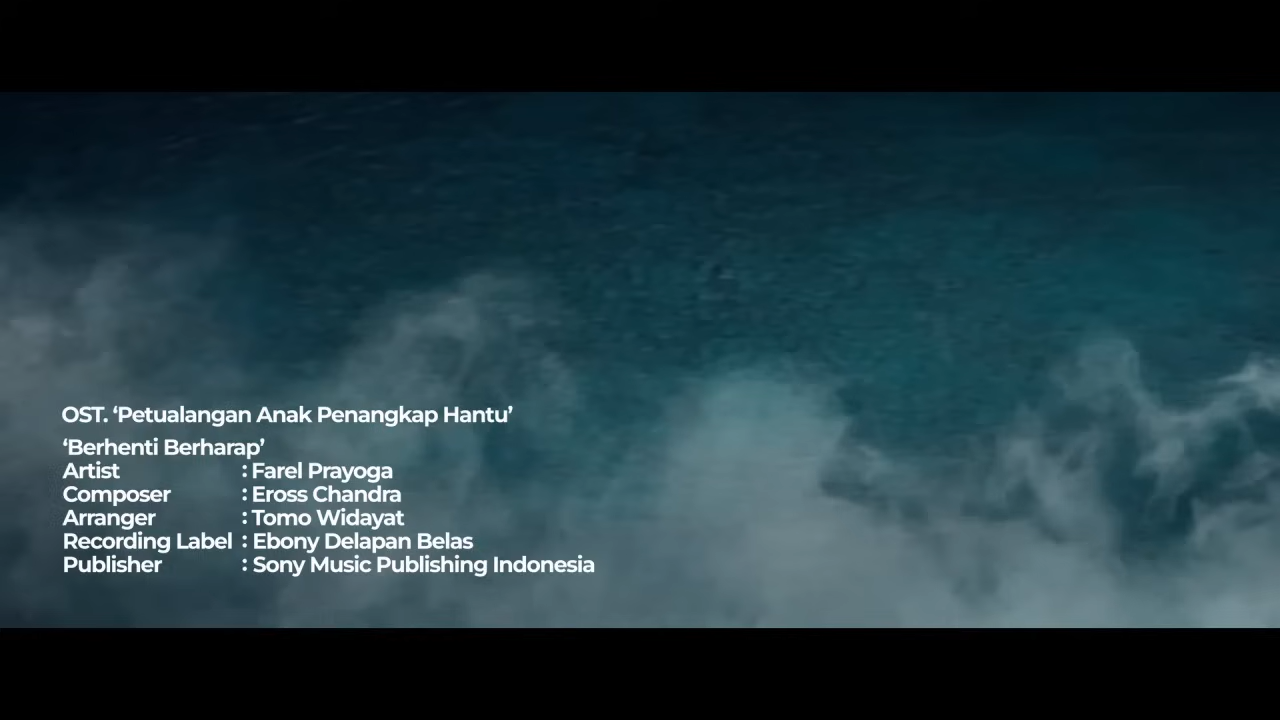 OST. ‘Petualangan Anak Penangkap Hantu’
‘Berhenti Berharap’
Artist : Farel Prayoga
Composer : Eross Chandra
Arranger : Tomo Widayat
Recording Label : Ebony Delapan Belas
Publisher : Sony Music Publishing Indonesia